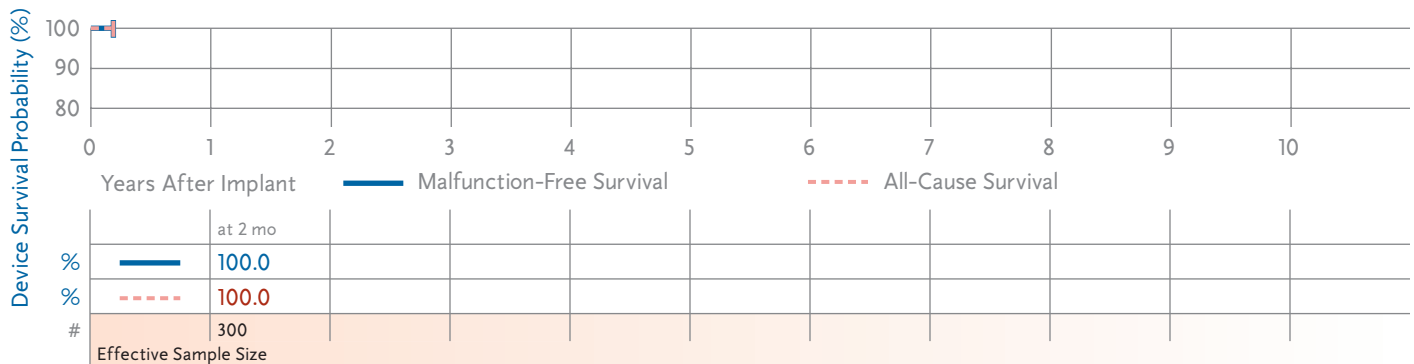 Device Survival Probability (%)
100
90
80
0 1 2 3 4 5 6 7 8 9 10
Years After Implant Malfunction-Free Survival All-Cause Survival
at 2 mo
% 100.0
% 100.0
# 300
Effective Sample Size